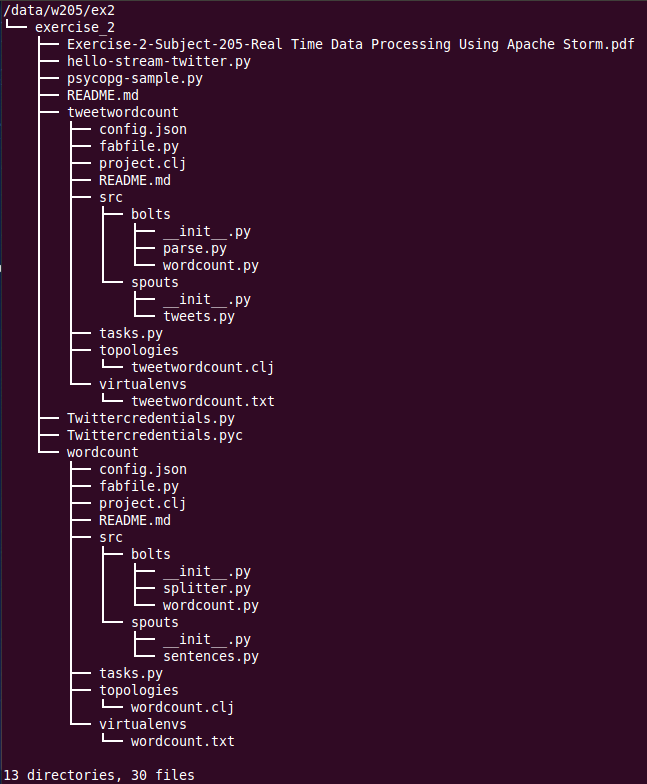 /data/w205/ex2
└── exercise_2
    ├── Exercise-2-Subject-205-Real Time Data Processing Using Apache Storm.pdf
    ├── hello-stream-twitter.py
    ├── psycopg-sample.py
    ├── README.md
    ├── tweetwordcount
    │   ├── config.json
    │   ├── fabfile.py
    │   ├── project.clj
    │   ├── README.md
    │   ├── src
    │   │   ├── bolts
    │   │   │   ├── __init__.py
    │   │   │   ├── parse.py
    │   │   │   └── wordcount.py
    │   │   └── spouts
    │   │       ├── __init__.py
    │   │       └── tweets.py
    │   ├── tasks.py
    │   ├── topologies
    │   │   └── tweetwordcount.clj
    │   └── virtualenvs
    │       └── tweetwordcount.txt
    ├── Twittercredentials.py
    ├── Twittercredentials.pyc
    └── wordcount
        ├── config.json
        ├── fabfile.py
        ├── project.clj
        ├── README.md
        ├── src
        │   ├── bolts
        │   │   ├── __init__.py
        │   │   ├── splitter.py
        │   │   └── wordcount.py
        │   └── spouts
        │       ├── __init__.py
        │       └── sentences.py
        ├── tasks.py
        ├── topologies
        │   └── wordcount.clj
        └── virtualenvs
            └── wordcount.txt

13 directories, 30 files